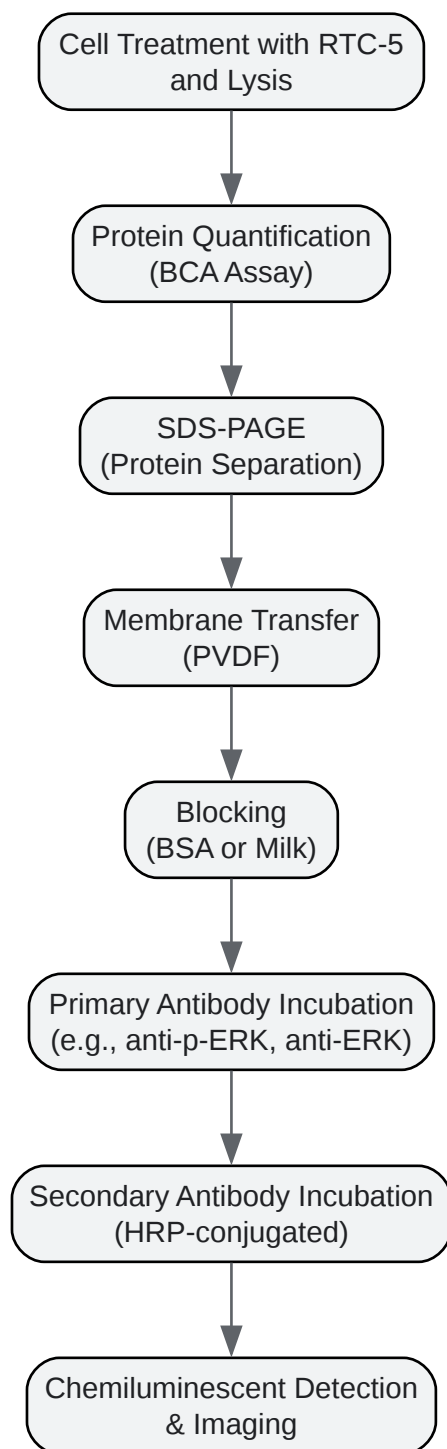 Cell Treatment with RTC-5
and Lysis
Protein Quantification
(BCA Assay)
SDS-PAGE
(Protein Separation)
Membrane Transfer
(PVDF)
Blocking
(BSA or Milk)
Primary Antibody Incubation
(e.g., anti-p-ERK, anti-ERK)
Secondary Antibody Incubation
(HRP-conjugated)
Chemiluminescent Detection
& Imaging